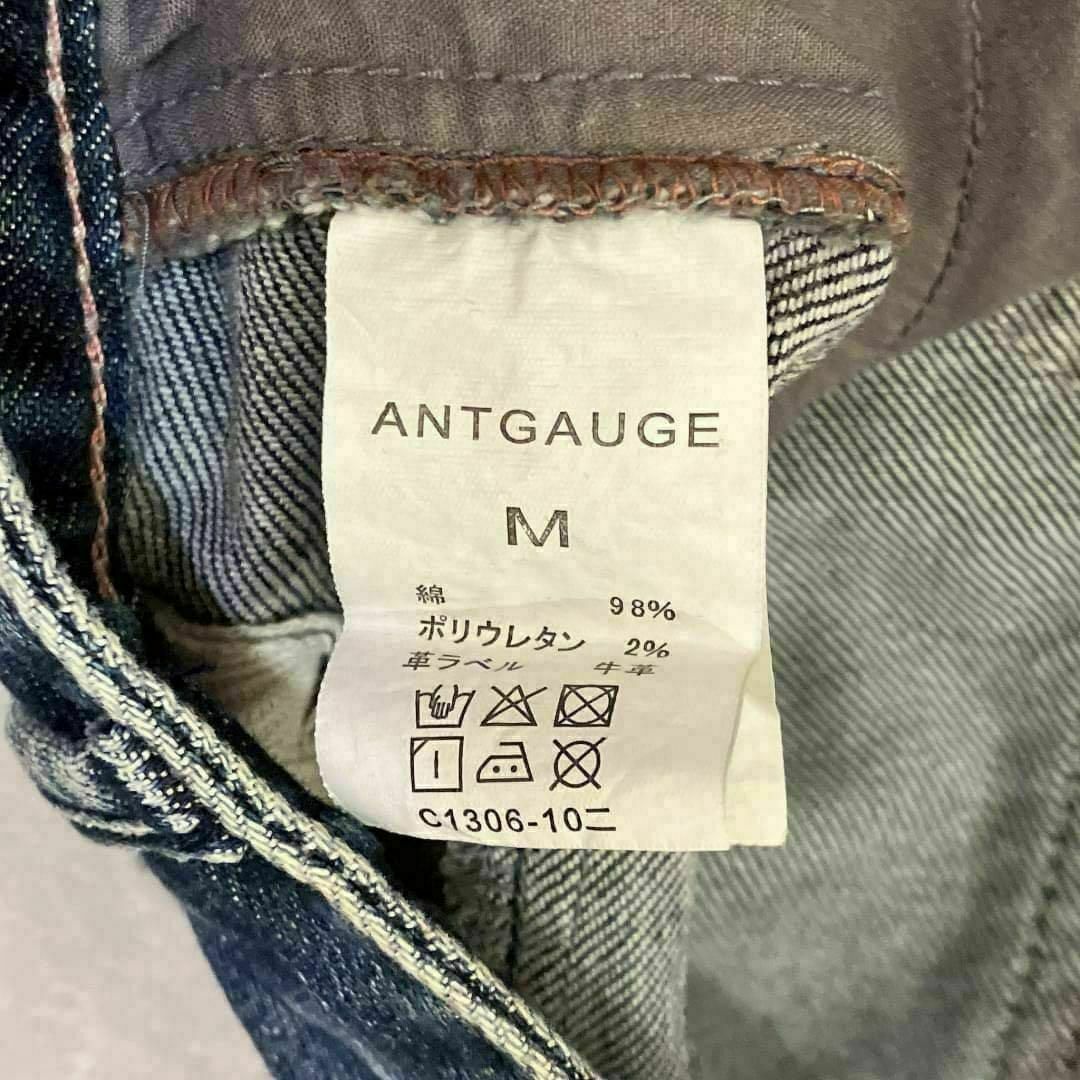 ANTGAUGE
M
綿 98%
ポリウレタン 2%
革ラベル 牛革
C1306-10二